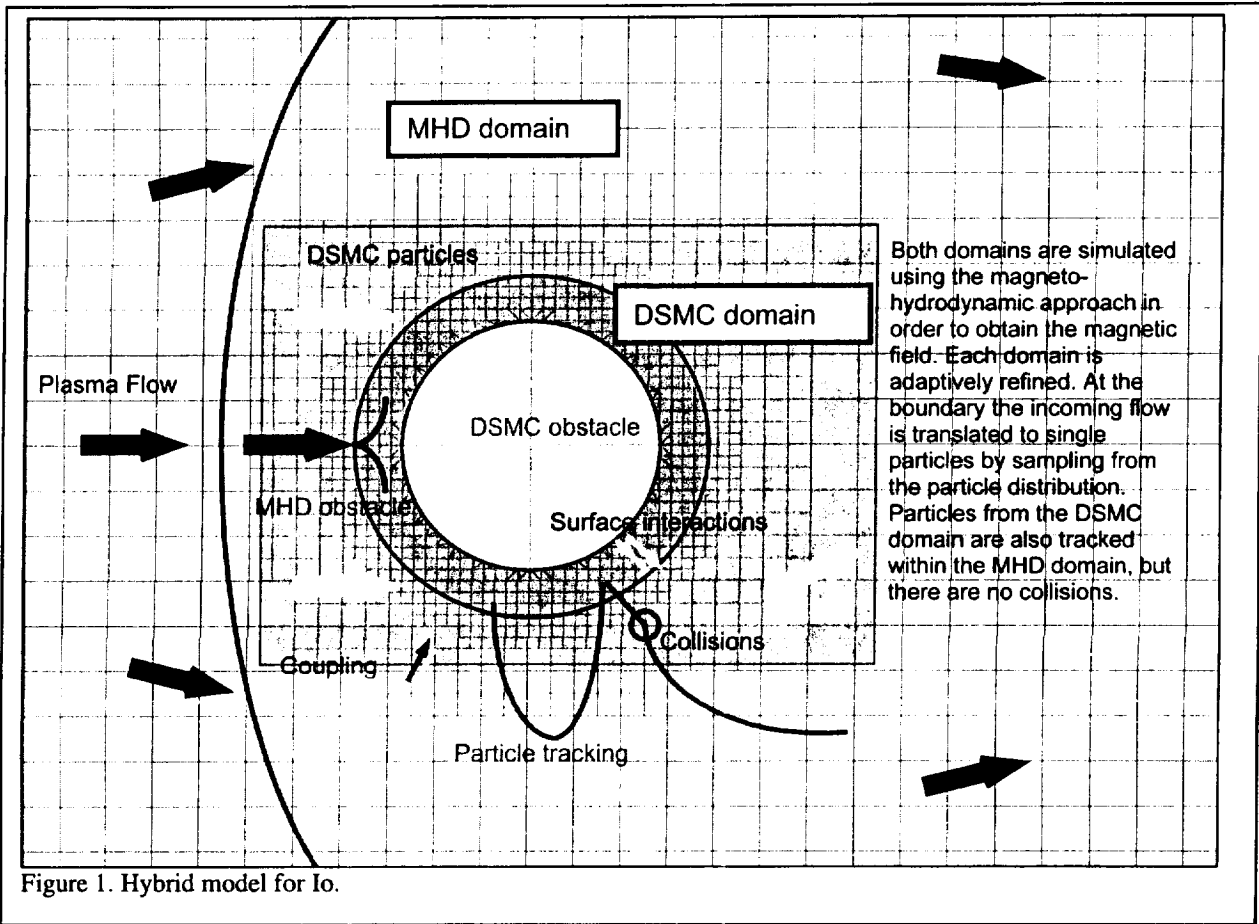 MHD domain
DSMC particles
DSMC domain
Plasma Flow
DSMC obstacle
MHD obstacle
Surface interactions
Collisions
Coupling
Particle tracking
Both domains are simulated
using the magneto-
hydrodynamic approach in
order to obtain the magnetic
field. Each domain is
adaptively refined. At the
boundary the incoming flow
is translated to single
particles by sampling from
the particle distribution.
Particles from the DSMC
domain are also tracked
within the MHD domain, but
there are no collisions.
Figure 1. Hybrid model for Io.